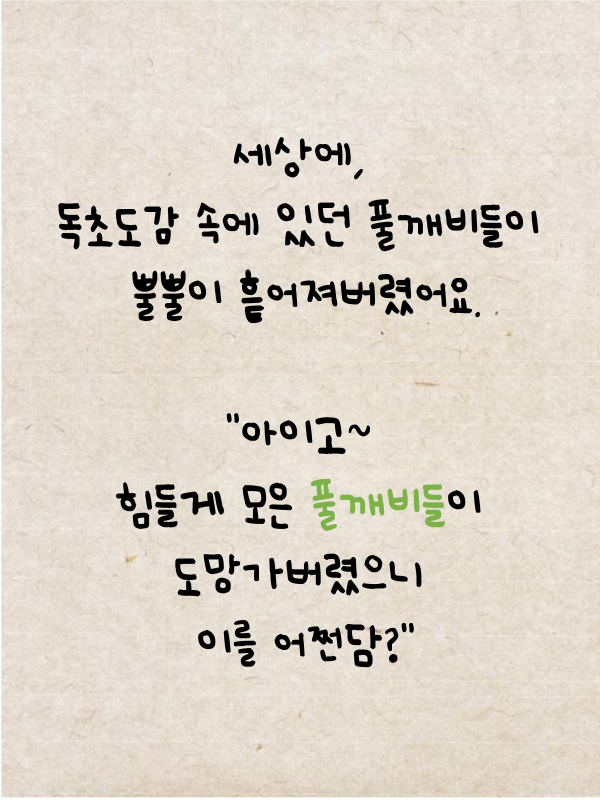 세상에,
독초도감 속에 있던 풀깨비들이
뿔뿔이 흩어져버렸어요.
"아이고~
힘들게 모은 풀깨비들이
도망가버렸으니
이를 어쩐담?"